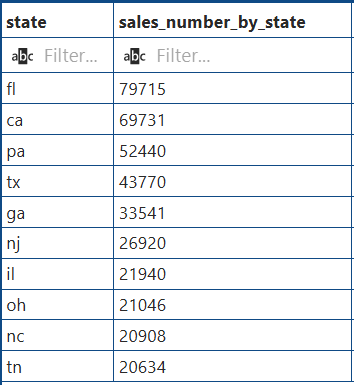 state sales_number_by_state
abc Filter... abc Filter...
fl 79715
ca 69731
pa 52440
tx 43770
ga 33541
nj 26920
il 21940
oh 21046
nc 20908
tn 20634